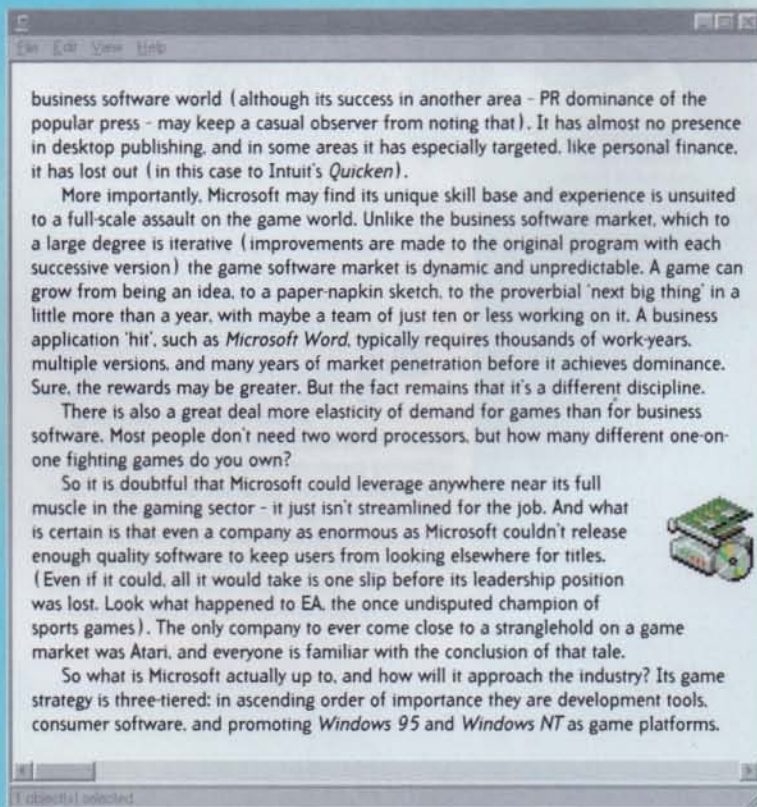 File Edit View Help
business software world (although its success in another area - PR dominance of the
popular press - may keep a casual observer from noting that). It has almost no presence
in desktop publishing, and in some areas it has especially targeted, like personal finance,
it has lost out (in this case to Intuit's Quicken).
More importantly, Microsoft may find its unique skill base and experience is unsuited
to a full-scale assault on the game world. Unlike the business software market, which to
a large degree is iterative (improvements are made to the original program with each
successive version) the game software market is dynamic and unpredictable. A game can
grow from being an idea, to a paper-napkin sketch, to the proverbial 'next big thing' in a
little more than a year, with maybe a team of just ten or less working on it. A business
application 'hit', such as Microsoft Word, typically requires thousands of work-years,
multiple versions, and many years of market penetration before it achieves dominance.
Sure, the rewards may be greater. But the fact remains that it's a different discipline.
There is also a great deal more elasticity of demand for games than for business
software. Most people don't need two word processors, but how many different one-on-
one fighting games do you own?
So it is doubtful that Microsoft could leverage anywhere near its full
muscle in the gaming sector - it just isn't streamlined for the job. And what
is certain is that even a company as enormous as Microsoft couldn't release
enough quality software to keep users from looking elsewhere for titles.
(Even if it could, all it would take is one slip before its leadership position
was lost. Look what happened to EA, the once undisputed champion of
sports games). The only company to ever come close to a stranglehold on a game
market was Atari, and everyone is familiar with the conclusion of that tale.
So what is Microsoft actually up to, and how will it approach the industry? Its game
strategy is three-tiered: in ascending order of importance they are development tools,
consumer software, and promoting Windows 95 and Windows NT as game platforms.
1 object(s) selected